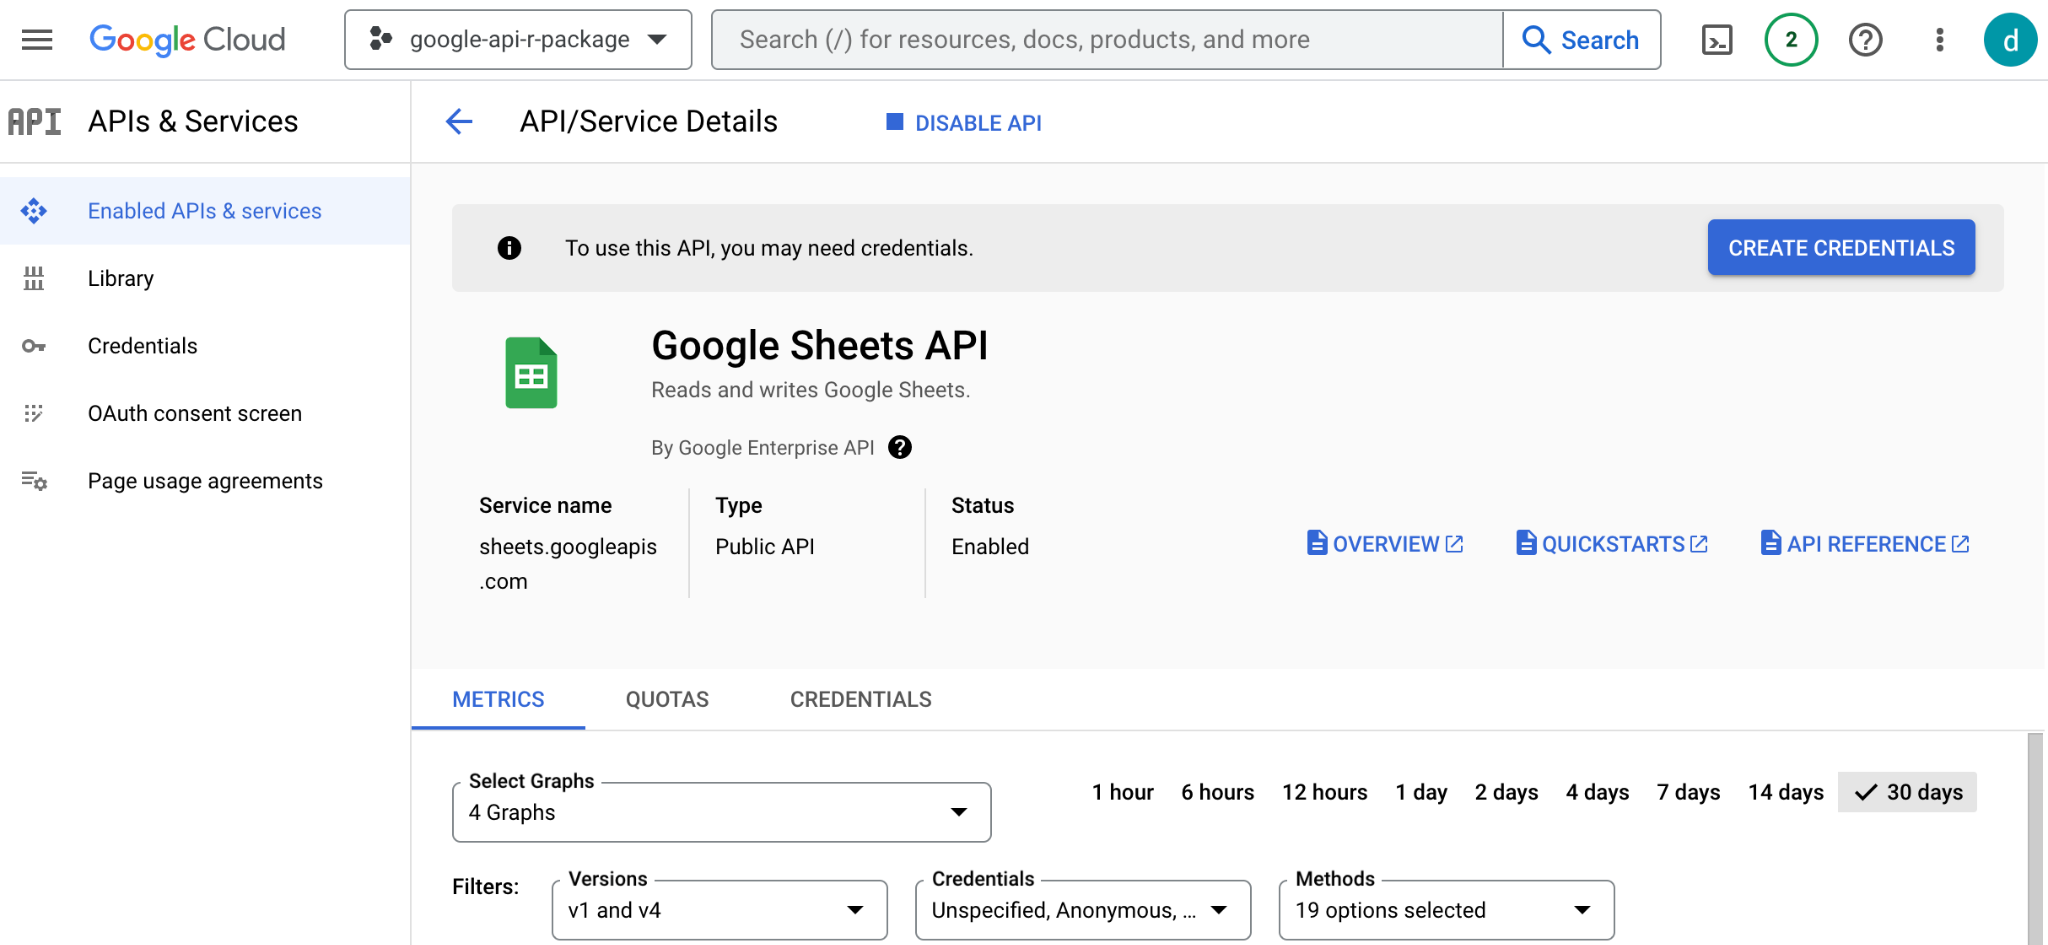 Google Cloud
google-api-r-package
Search (/) for resources, docs, products, and more
Search
2
d
API
APIs & Services
API/Service Details
DISABLE API
Enabled APIs & services
Library
Credentials
OAuth consent screen
Page usage agreements
To use this API, you may need credentials.
CREATE CREDENTIALS
Google Sheets API
Reads and writes Google Sheets.
By Google Enterprise API
Service name
sheets.googleapis
.com
Type
Public API
Status
Enabled
OVERVIEW
QUICKSTARTS
API REFERENCE
METRICS
QUOTAS
CREDENTIALS
Select Graphs
4 Graphs
1 hour
6 hours
12 hours
1 day
2 days
4 days
7 days
14 days
30 days
Filters:
Versions
v1 and v4
Credentials
Unspecified, Anonymous, ...
Methods
19 options selected